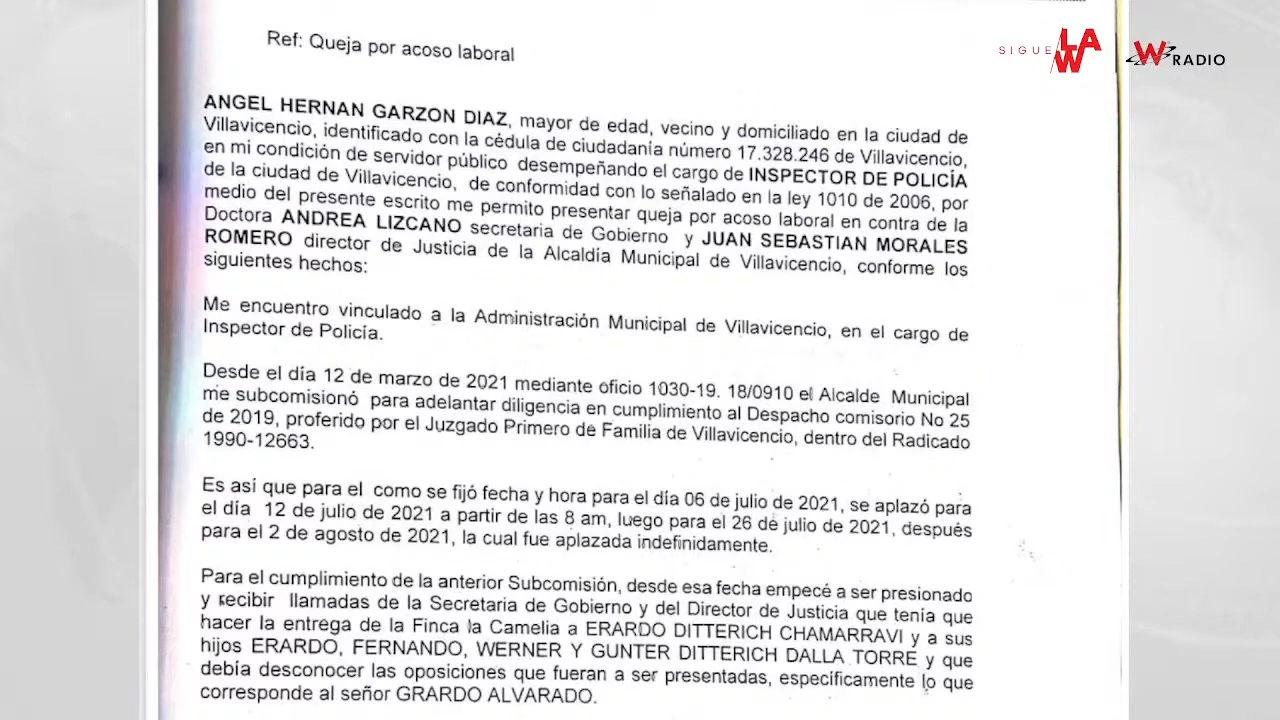 Ref: Queja por acoso laboral
SIGUE LA W
W RADIO
ANGEL HERNAN GARZON DIAZ, mayor de edad, vecino y domiciliado en la ciudad de
Villavicencio, identificado con la cédula de ciudadanía número 17.328.246 de Villavicencio,
en mi condición de servidor público desempeñando el cargo de INSPECTOR DE POLICÍA
de la ciudad de Villavicencio, de conformidad con lo señalado en la ley 1010 de 2006, por
medio del presente escrito me permito presentar queja por acoso laboral en contra de la
Doctora ANDREA LIZCANO secretaria de Gobierno y JUAN SEBASTIAN MORALES
ROMERO director de Justicia de la Alcaldía Municipal de Villavicencio, conforme los
siguientes hechos:
Me encuentro vinculado a la Administración Municipal de Villavicencio, en el cargo de
Inspector de Policía.
Desde el día 12 de marzo de 2021 mediante oficio 1030-19. 18/0910 el Alcalde Municipal
me subcomisionó para adelantar diligencia en cumplimiento al Despacho comisorio No 25
de 2019, proferido por el Juzgado Primero de Familia de Villavicencio, dentro del Radicado
1990-12663.
Es así que para el como se fijó fecha y hora para el día 06 de julio de 2021, se aplazó para
el día 12 de julio de 2021 a partir de las 8 am, luego para el 26 de julio de 2021, después
para el 2 de agosto de 2021, la cual fue aplazada indefinidamente.
Para el cumplimiento de la anterior Subcomisión, desde esa fecha empecé a ser presionado
y recibir llamadas de la Secretaria de Gobierno y del Director de Justicia que tenía que
hacer la entrega de la Finca la Camelia a ERARDO DITTERICH CHAMARRAVI y a sus
hijos ERARDO, FERNANDO, WERNER Y GUNTER DITTERICH DALLA TORRE y que
debía desconocer las oposiciones que fueran a ser presentadas, específicamente lo que
corresponde al señor GRARDO ALVARADO.